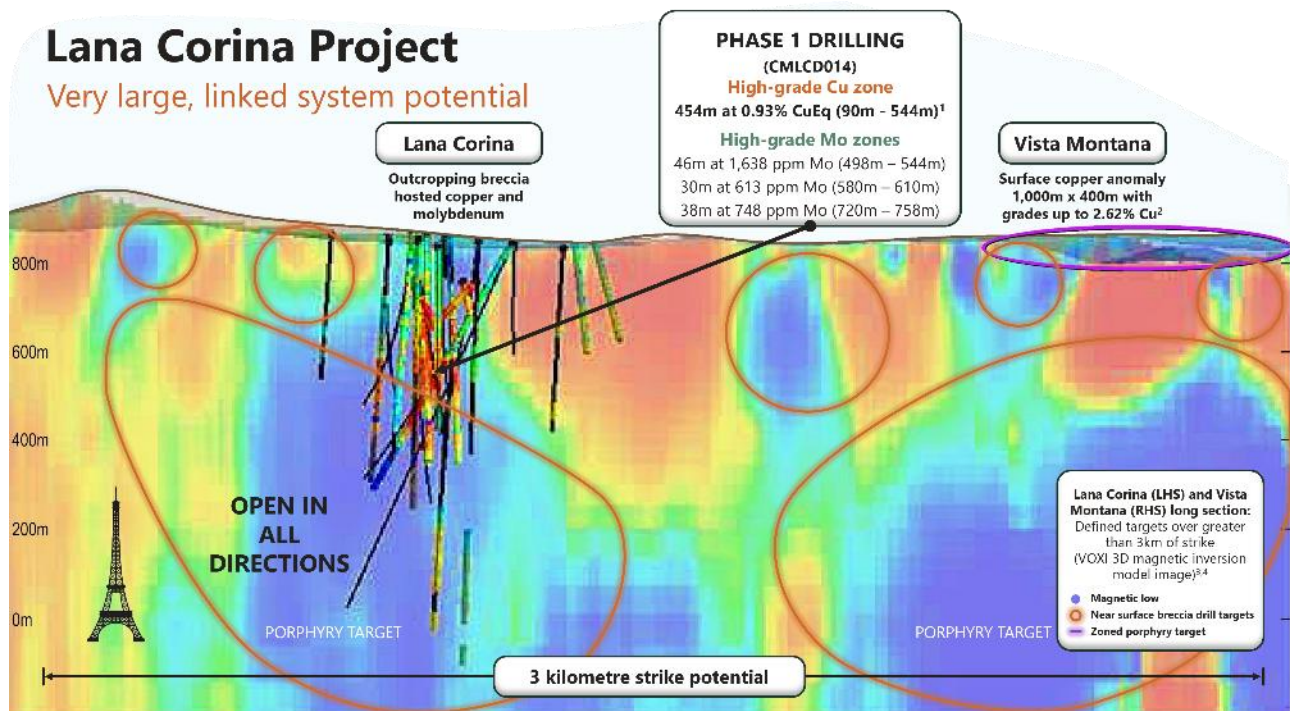 Lana Corina Project
Very large, linked system potential
PHASE 1 DRILLING
(CMLCD014)
High-grade Cu zone
454m at 0.93% CuEq (90m - 544m)¹
High-grade Mo zones
46m at 1,638 ppm Mo (498m – 544m)
30m at 613 ppm Mo (580m – 610m)
38m at 748 ppm Mo (720m – 758m)
Lana Corina
Outcropping breccia
hosted copper and
molybdenum
Vista Montana
Surface copper anomaly
1,000m x 400m with
grades up to 2.62% Cu²
800m
600m
400m
200m
0m
OPEN IN
ALL
DIRECTIONS
PORPHYRY TARGET
PORPHYRY TARGET
Lana Corina (LHS) and Vista
Montana (RHS) long section:
Defined targets over greater
than 3km of strike
(VOXI 3D magnetic inversion
model image)³,⁴
Magnetic low
Near surface breccia drill targets
Zoned porphyry target
3 kilometre strike potential